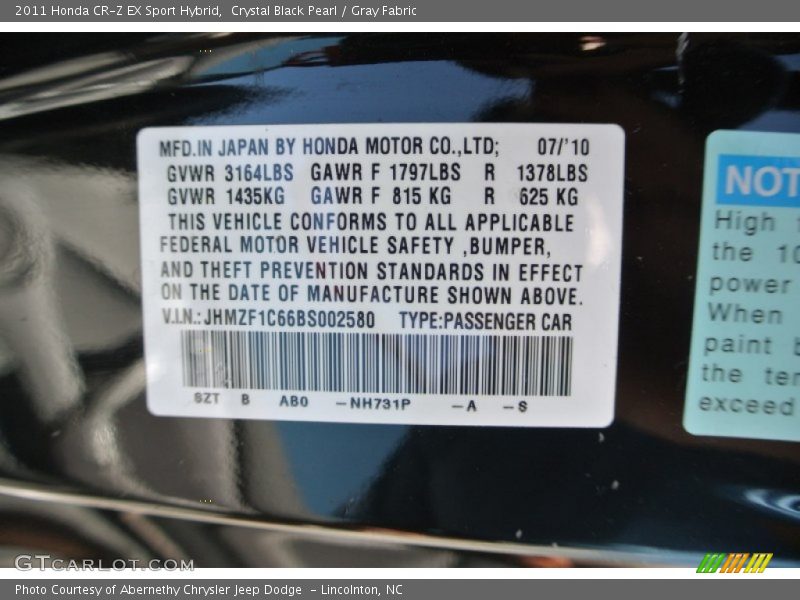 2011 Honda CR-Z EX Sport Hybrid,  Crystal Black Pearl / Gray Fabric
MFD.IN JAPAN BY HONDA MOTOR CO.,LTD; 07/'10
GVWR 3164LBS GAWR F 1797LBS R 1378LBS
GVWR 1435KG GAWR F 815 KG R 625 KG
THIS VEHICLE CONFORMS TO ALL APPLICABLE
FEDERAL MOTOR VEHICLE SAFETY ,BUMPER,
AND THEFT PREVENTION STANDARDS IN EFFECT
ON THE DATE OF MANUFACTURE SHOWN ABOVE.
V.I.N.:JHMZF1C66BS002580 TYPE:PASSENGER CAR
SZT B AB0 -NH731P -A -S
NOT
High
the 10
power
When
paint b
the ter
exceed
GTCARLOT.COM
Photo Courtesy of Abernethy Chrysler Jeep Dodge  - Lincolnton, NC